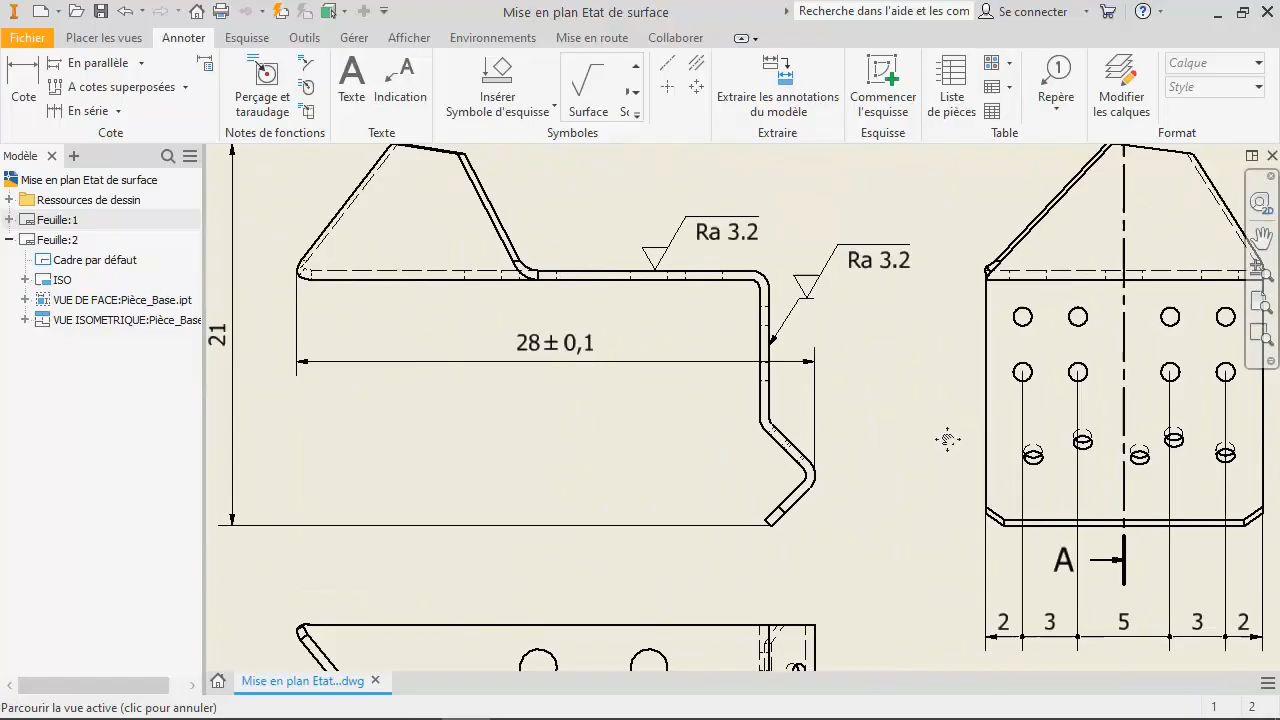 Mise en plan Etat de surface
Recherche dans l'aide et les com
Se connecter
Fichier
Placer les vues
Annoter
Esquisse
Outils
Gérer
Afficher
Environnements
Mise en route
Collaborer
Cote
En parallèle
A cotes superposées
En série
Perçage et
taraudage
Texte
Indication
Insérer
Symbole d'esquisse
Surface
Extraire les annotations
du modèle
Commencer
l'esquisse
Liste
de pièces
1
Repère
Modifier
les calques
Calque
Style
Cote
Notes de fonctions
Texte
Symboles
Extraire
Esquisse
Table
Format
Modèle
Mise en plan Etat de surface
Ressources de dessin
Feuille:1
Feuille:2
Cadre par défaut
ISO
VUE DE FACE:Pièce_Base.ipt
VUE ISOMETRIQUE:Pièce_Base
Ra 3.2
Ra 3.2
28± 0,1
21
2D
A
2 3 5 3 2
Mise en plan Etat...dwg
Parcourir la vue active (clic pour annuler)
1 2